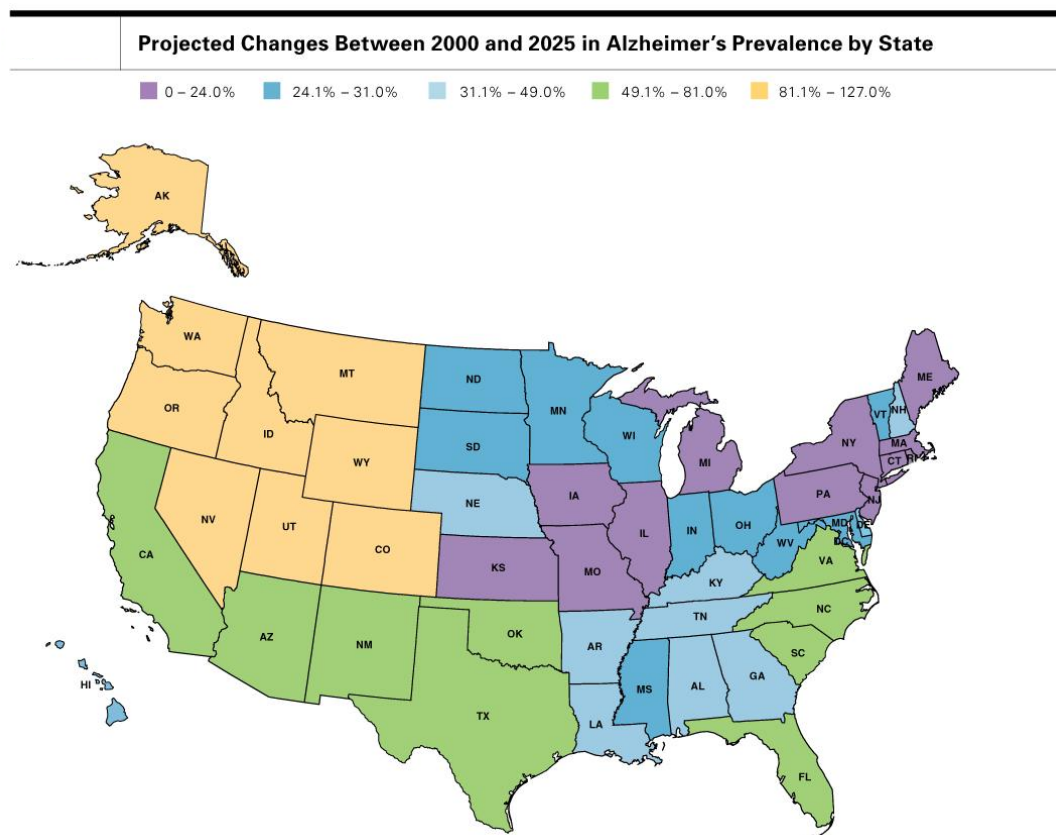 Projected Changes Between 2000 and 2025 in Alzheimer's Prevalence by State
0 – 24.0% 24.1% – 31.0% 31.1% – 49.0% 49.1% – 81.0% 81.1% – 127.0%
AK
WA
MT
ND
ME
OR
MN
VT
NH
ID
SD
WI
NY
MA
WY
MI
CT
RI
NE
IA
PA
NJ
NV
UT
IL
IN
OH
MD
DE
CO
WV
DC
CA
KS
MO
VA
KY
AZ
NM
OK
TN
NC
AR
SC
HI
MS
AL
GA
TX
LA
FL